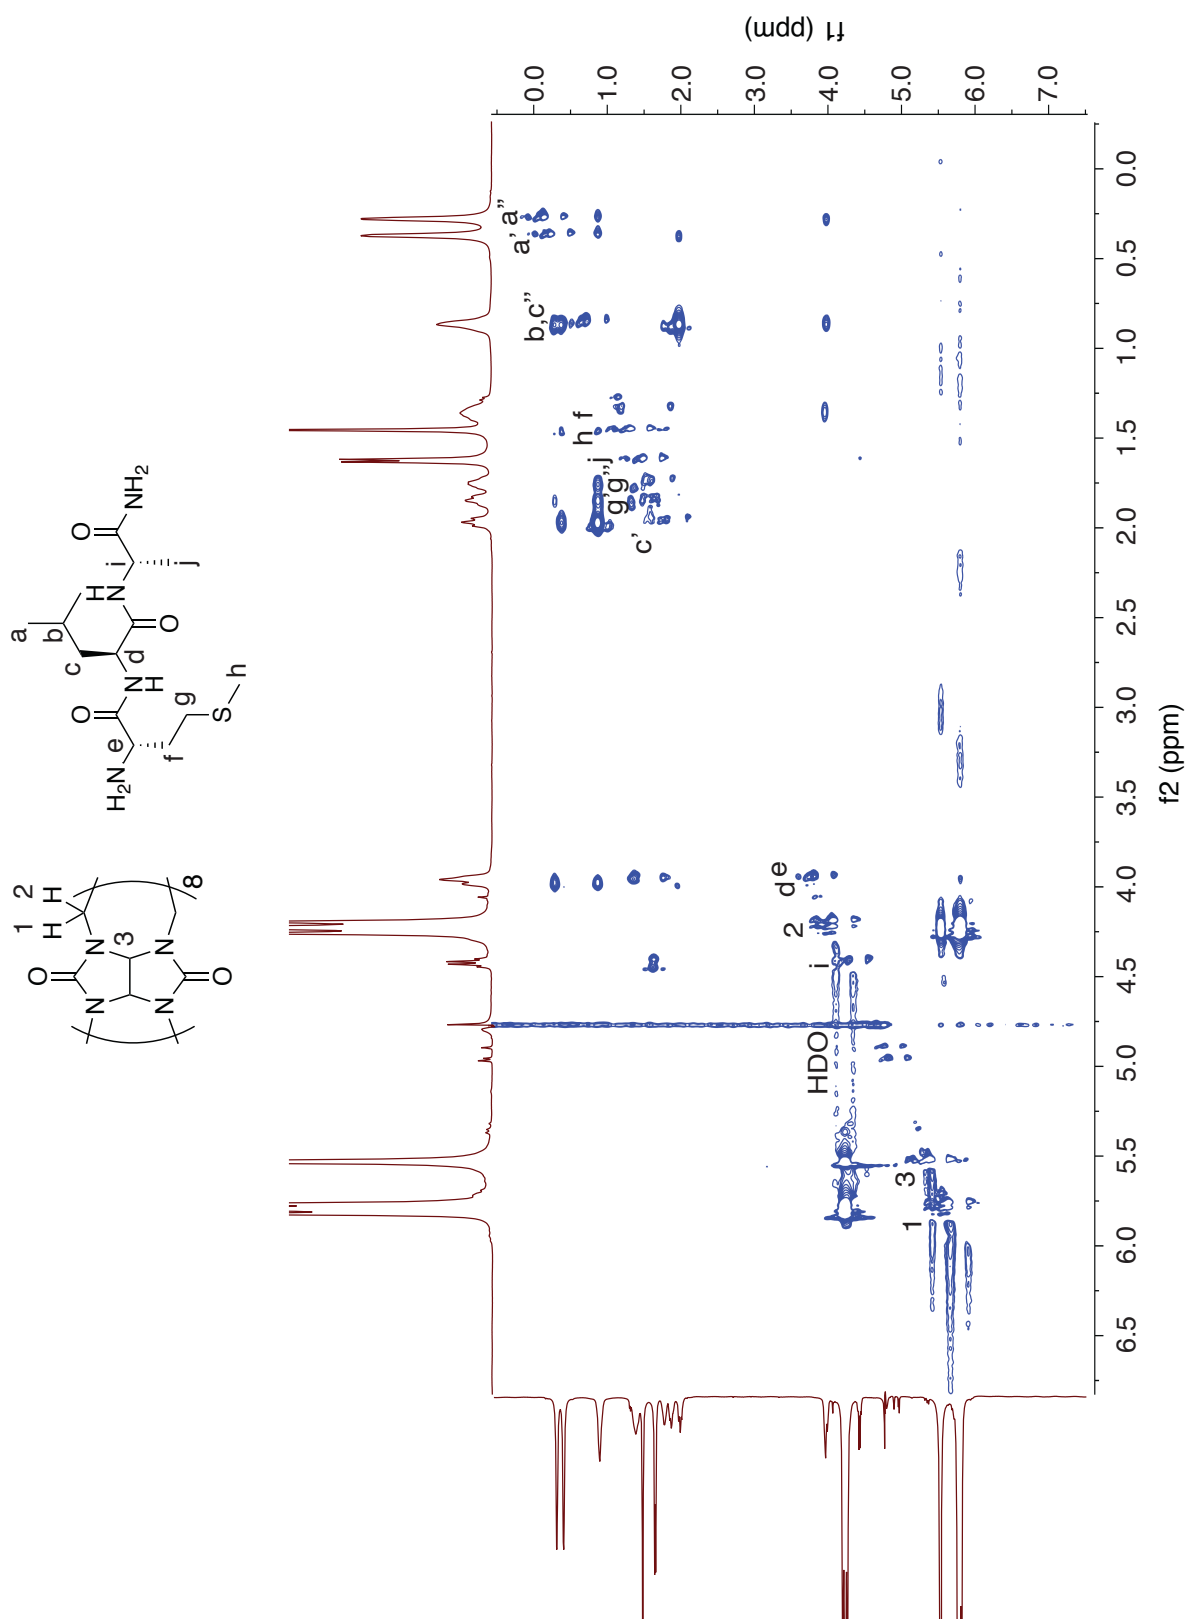 O
O
N
N
N
N
1
2
H
H
3
8
H₂N
e
f
g
S
h
O
N
H
d
c
b
a
O
H
N
i
j
O
NH₂
a'
a"
b,c"
f
h
j
g'
g"
c'
e
d
2
i
HDO
3
1
0.0
1.0
2.0
3.0
4.0
5.0
6.0
7.0
f1 (ppm)
6.5
6.0
5.5
5.0
4.5
4.0
3.5
3.0
2.5
2.0
1.5
1.0
0.5
0.0
f2 (ppm)